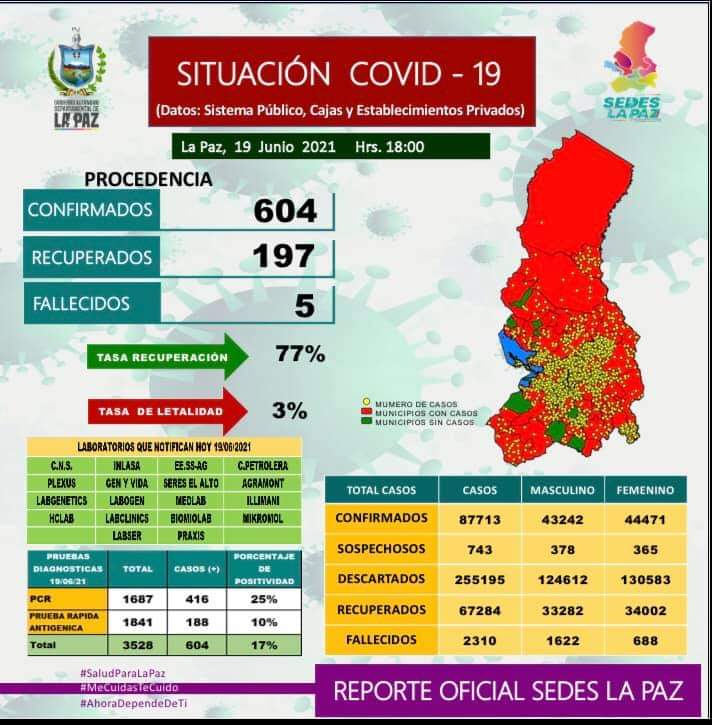 GOBIERNO AUTÓNOMO
DEPARTAMENTAL DE
LA PAZ
SITUACIÓN COVID - 19
(Datos: Sistema Público, Cajas y Establecimientos Privados)
SEDES
LA PAZ
La Paz, 19 Junio 2021 Hrs. 18:00
PROCEDENCIA
CONFIRMADOS 604
RECUPERADOS 197
FALLECIDOS 5
TASA RECUPERACIÓN 77%
TASA DE LETALIDAD 3%
MUMERO DE CASOS
MUNICIPIOS CON CASOS
MUNICIPIOS SIN CASOS
LABORATORIOS QUE NOTIFICAN HOY 19/06/2021
C.N.S. INLASA EE.SS-AG C.PETROLERA
PLEXUS GEN Y VIDA SERES EL ALTO AGRAMONT
LABGENETICS LABOGEN MEDLAB ILLIMANI
HCLAB LABCLINICS BIOMIOLAB MIKROMOL
LABSER PRAXIS
PRUEBAS DIAGNOSTICAS 19/06/21 TOTAL CASOS (+) PORCENTAJE DE POSITIVIDAD
PCR 1687 416 25%
PRUEBA RAPIDA ANTIGENICA 1841 188 10%
Total 3528 604 17%
TOTAL CASOS CASOS MASCULINO FEMENINO
CONFIRMADOS 87713 43242 44471
SOSPECHOSOS 743 378 365
DESCARTADOS 255195 124612 130583
RECUPERADOS 67284 33282 34002
FALLECIDOS 2310 1622 688
#SaludParaLaPaz
#MeCuidasTeCuido
#AhoraDependeDeTi
REPORTE OFICIAL SEDES LA PAZ